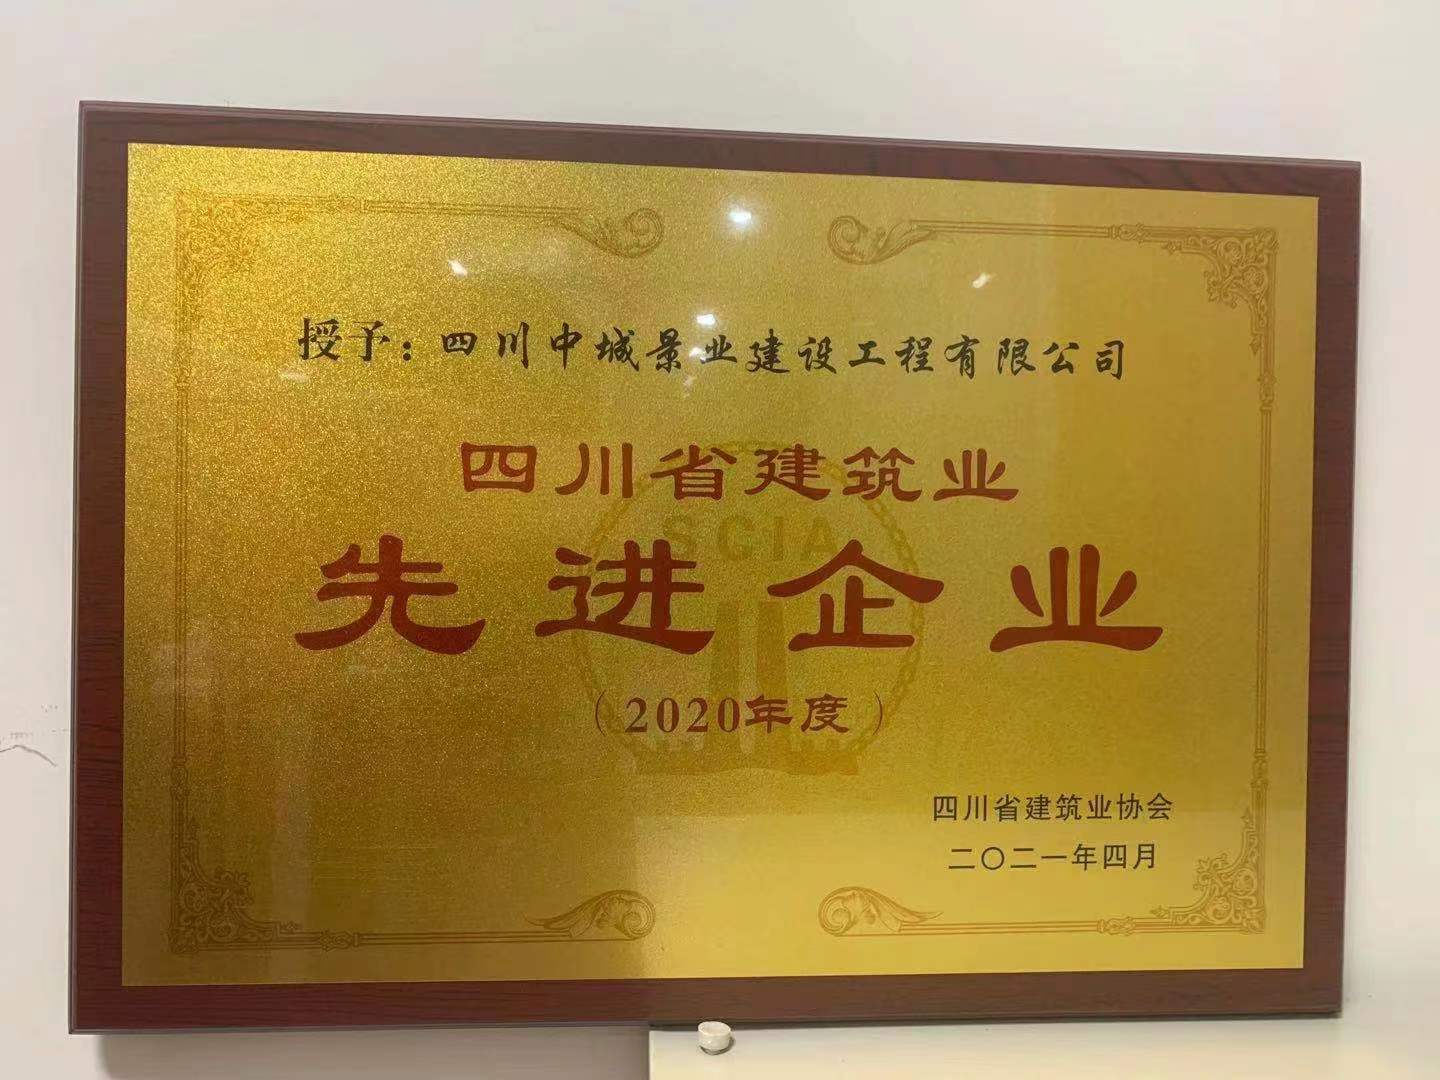 授予：四川中城景业建设工程有限公司
四川省建筑业
SCIA
先进企业
（2020年度）
四川省建筑业协会
二〇二一年四月